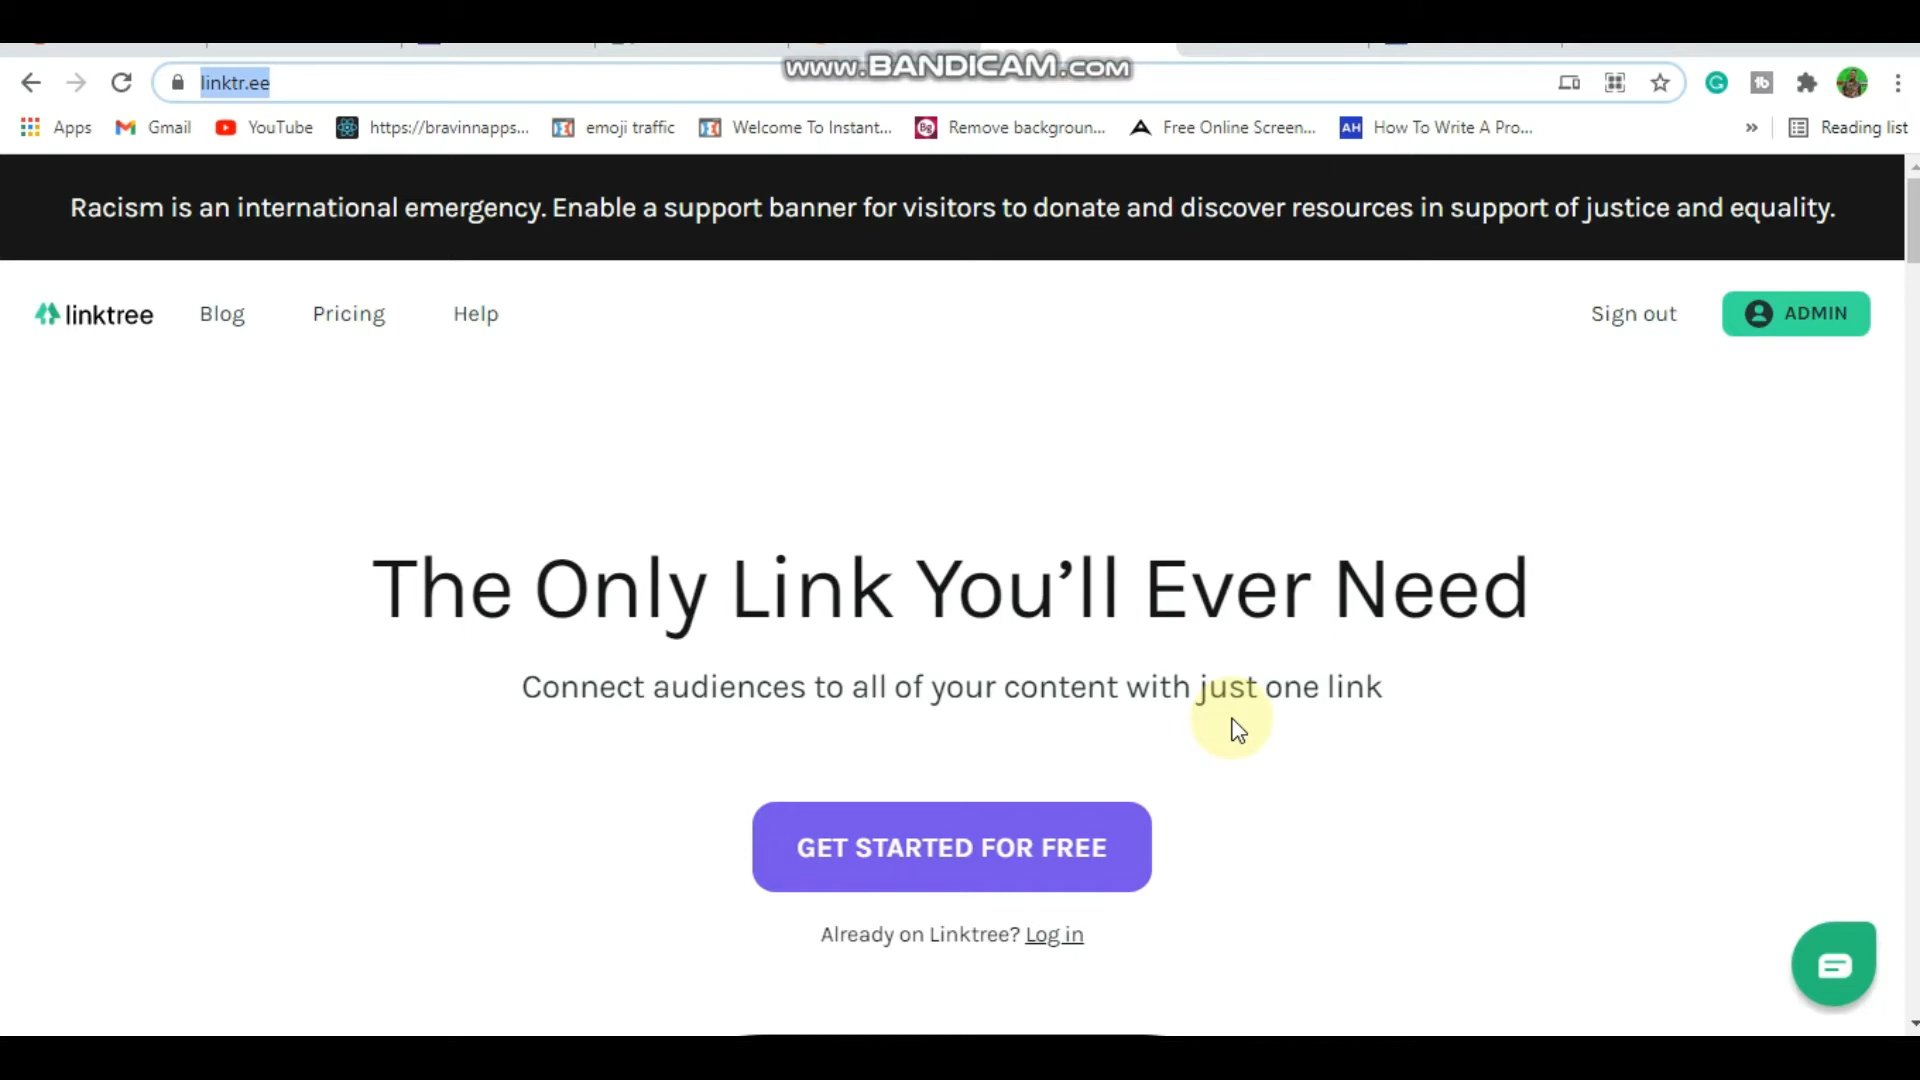 www.BANDICAM.com
linktr.ee
Apps Gmail YouTube https://bravinnapps... emoji traffic Welcome To Instant... Remove backgroun... Free Online Screen... AH How To Write A Pro... » Reading list
Racism is an international emergency. Enable a support banner for visitors to donate and discover resources in support of justice and equality.
linktree Blog Pricing Help Sign out ADMIN
The Only Link You’ll Ever Need
Connect audiences to all of your content with just one link
GET STARTED FOR FREE
Already on Linktree? Log in